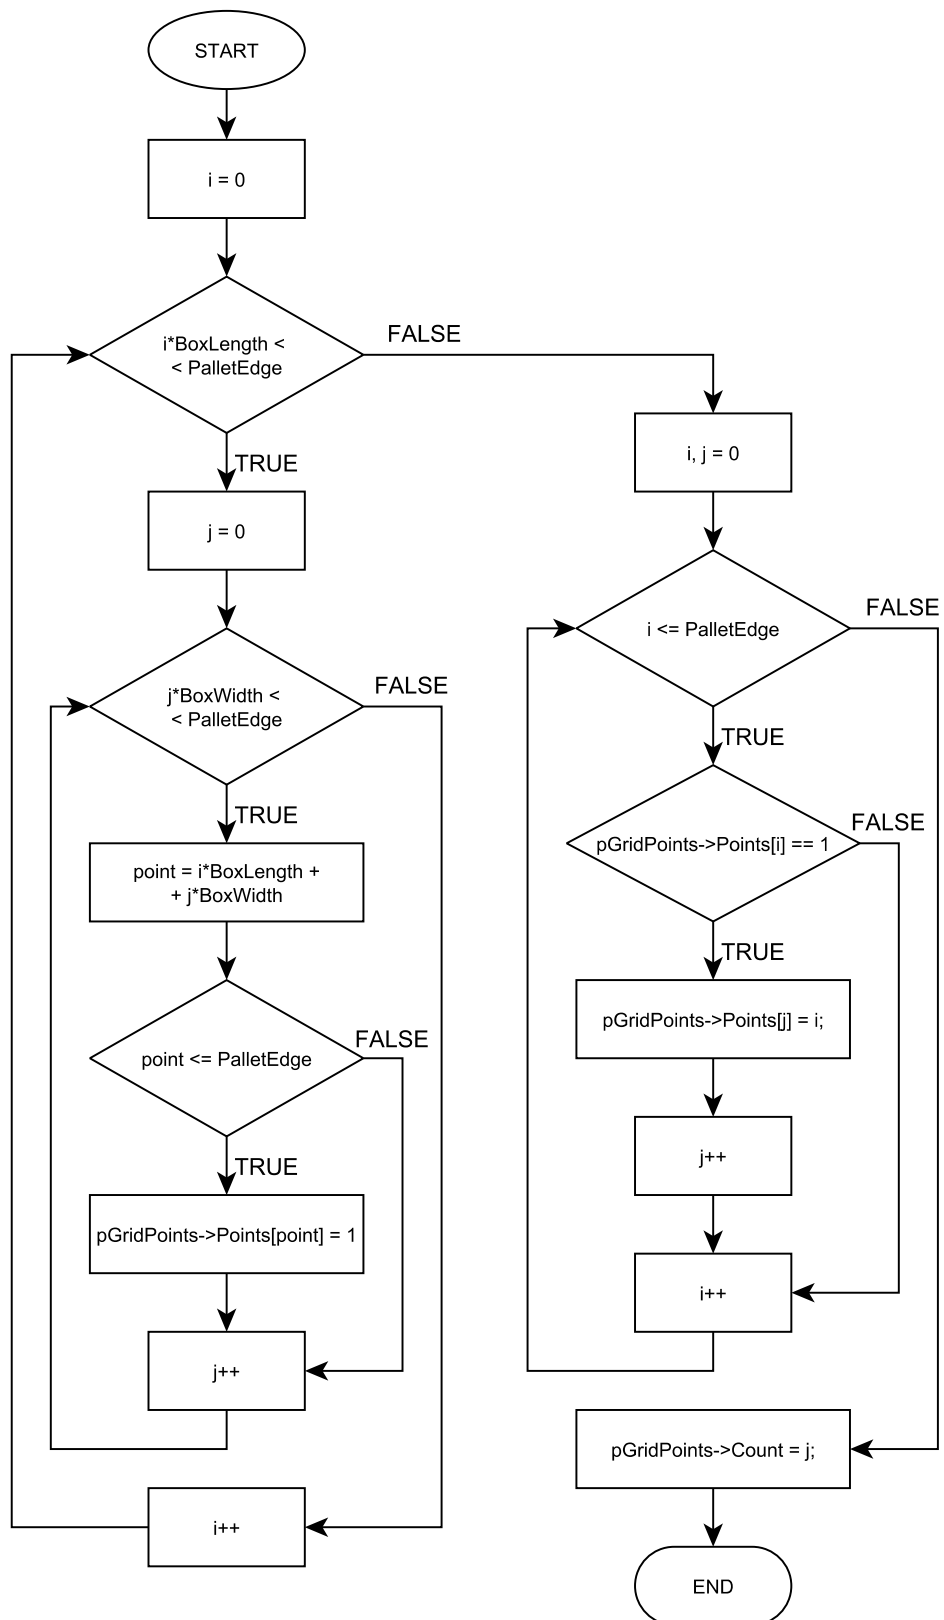 START
i = 0
i*BoxLength <
< PalletEdge
FALSE
TRUE
j = 0
j*BoxWidth <
< PalletEdge
FALSE
TRUE
point = i*BoxLength +
+ j*BoxWidth
point <= PalletEdge
FALSE
TRUE
pGridPoints->Points[point] = 1
j++
i++
i, j = 0
i <= PalletEdge
FALSE
TRUE
pGridPoints->Points[i] == 1
FALSE
TRUE
pGridPoints->Points[j] = i;
j++
i++
pGridPoints->Count = j;
END